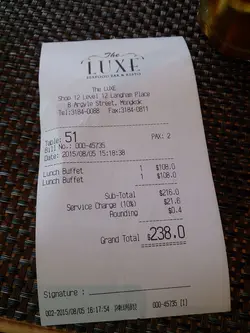 The
LUXE
The LUXE
Shop 12 Level 12 Langham Place
8 Argyle Street, Mongkok
Tel:3184-0088 Fax:3184-0811
Table: 51 PAX: 2
Bill No.: 000-45735
Date: 2015/08/05 15:18:38
Lunch Buffet 1 $108.0
Lunch Buffet 1 $108.0
Sub-Total $216.0
Service Charge (10%) $21.6
Rounding $0.4
Grand Total $238.0
Signature :
002-2015/08/05 16:17:54 000-45735 [1]